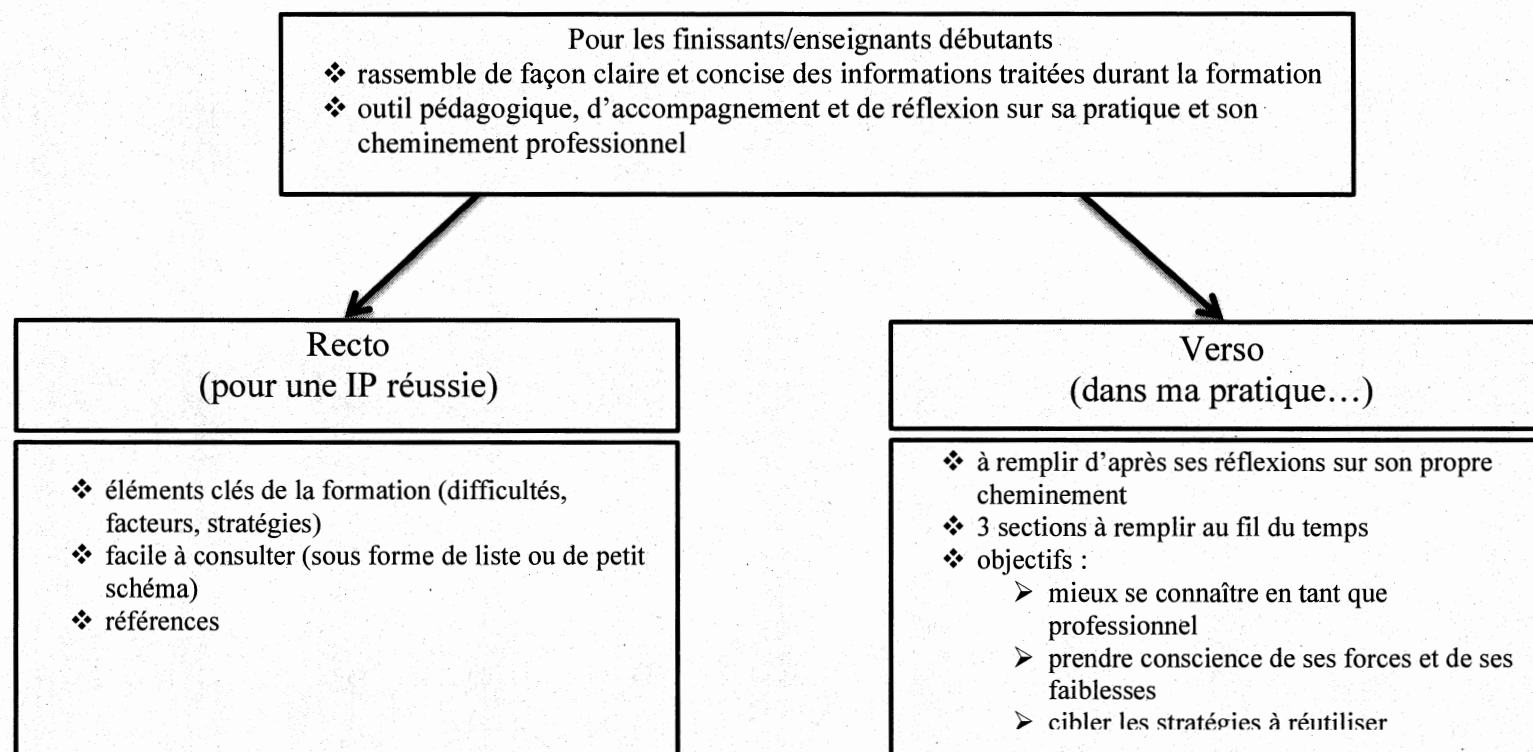 Pour les finissants/enseignants débutants
❖ rassemble de façon claire et concise des informations traitées durant la formation
❖ outil pédagogique, d'accompagnement et de réflexion sur sa pratique et son
cheminement professionnel
Recto
(pour une IP réussie)
❖ éléments clés de la formation (difficultés,
facteurs, stratégies)
❖ facile à consulter (sous forme de liste ou de petit
schéma)
❖ références
Verso
(dans ma pratique…)
❖ à remplir d'après ses réflexions sur son propre
cheminement
❖ 3 sections à remplir au fil du temps
❖ objectifs :
➢ mieux se connaître en tant que
professionnel
➢ prendre conscience de ses forces et de ses
faiblesses
➢ cibler les stratégies à réutiliser